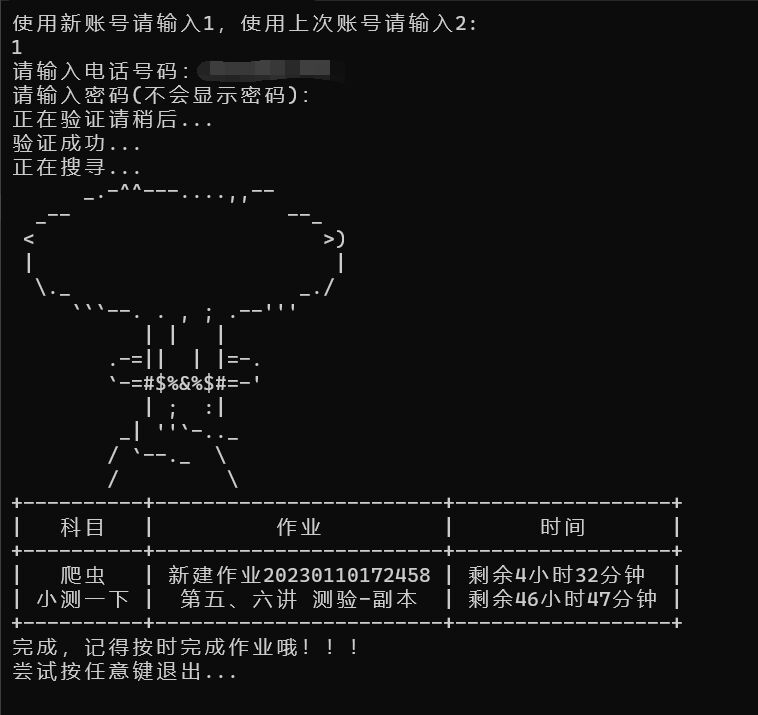 使用新账号请输入1，使用上次账号请输入2：
1
请输入电话号码：
请输入密码(不会显示密码)：
正在验证请稍后...
验证成功...
正在搜寻...
      _.-^^---....,,--
  _--                  --_
 <                        >)
 |                         |
  \._                   _./
     ```--. . , ; .--'''
           | |   |
        .-=||  | |=-.
        `-=#$%&%$#=-'
           | ;  :|
         _| ''`-.._
        / `--._  \
        /         \
+----------+------------------------+------------------+
| 科目 | 作业 | 时间 |
+----------+------------------------+------------------+
| 爬虫 | 新建作业20230110172458 | 剩余4小时32分钟 |
| 小测一下 | 第五、六讲 测验-副本 | 剩余46小时47分钟 |
+----------+------------------------+------------------+
完成，记得按时完成作业哦！！！
尝试按任意键退出...